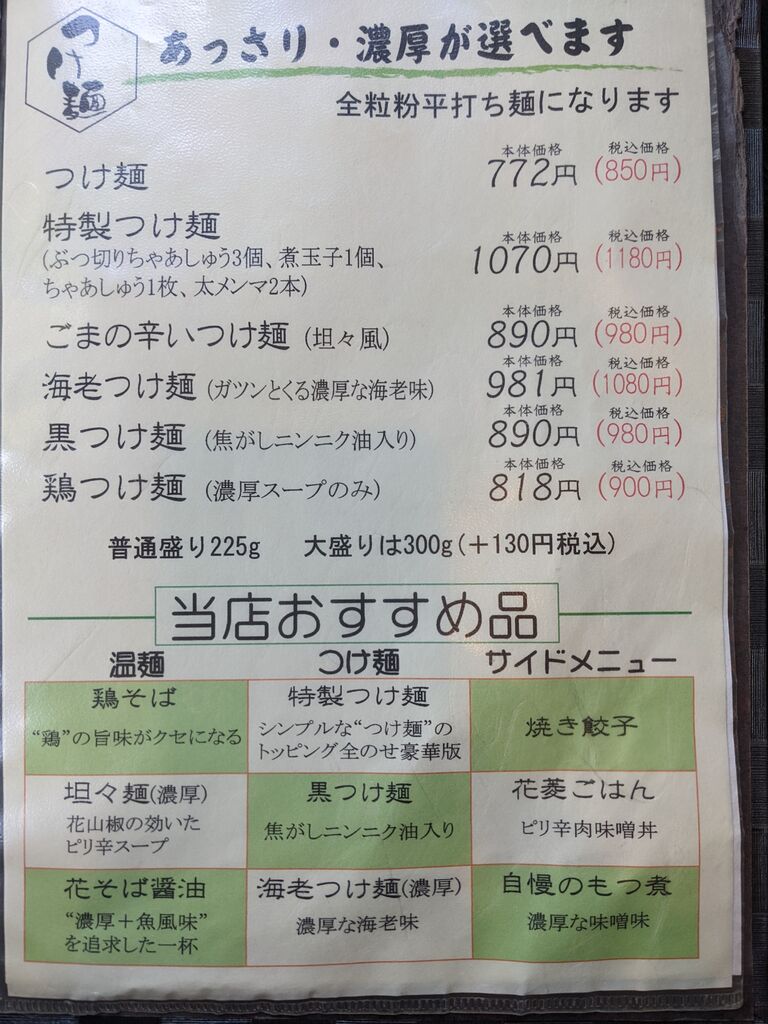 つけ麺
あっさり・濃厚が選べます
全粒粉平打ち麺になります
つけ麺 本体価格 772円 税込価格 (850円)
特製つけ麺
(ぶつ切りちゃあしゅう3個、煮玉子1個、
ちゃあしゅう1枚、太メンマ2本) 本体価格 1070円 税込価格 (1180円)
ごまの辛いつけ麺 (坦々風) 本体価格 890円 税込価格 (980円)
海老つけ麺 (ガツンとくる濃厚な海老味) 本体価格 981円 税込価格 (1080円)
黒つけ麺 (焦がしニンニク油入り) 本体価格 890円 税込価格 (980円)
鶏つけ麺 (濃厚スープのみ) 本体価格 818円 税込価格 (900円)
普通盛り225g 大盛りは300g(+130円税込)
当店おすすめ品
温麺 つけ麺 サイドメニュー
鶏そば
“鶏”の旨味がクセになる
特製つけ麺
シンプルな“つけ麺”の
トッピング全のせ豪華版
焼き餃子
坦々麺(濃厚)
花山椒の効いた
ピリ辛スープ
黒つけ麺
焦がしニンニク油入り
花菱ごはん
ピリ辛肉味噌丼
花そば醤油
“濃厚+魚風味”
を追求した一杯
海老つけ麺(濃厚)
濃厚な海老味
自慢のもつ煮
濃厚な味噌味